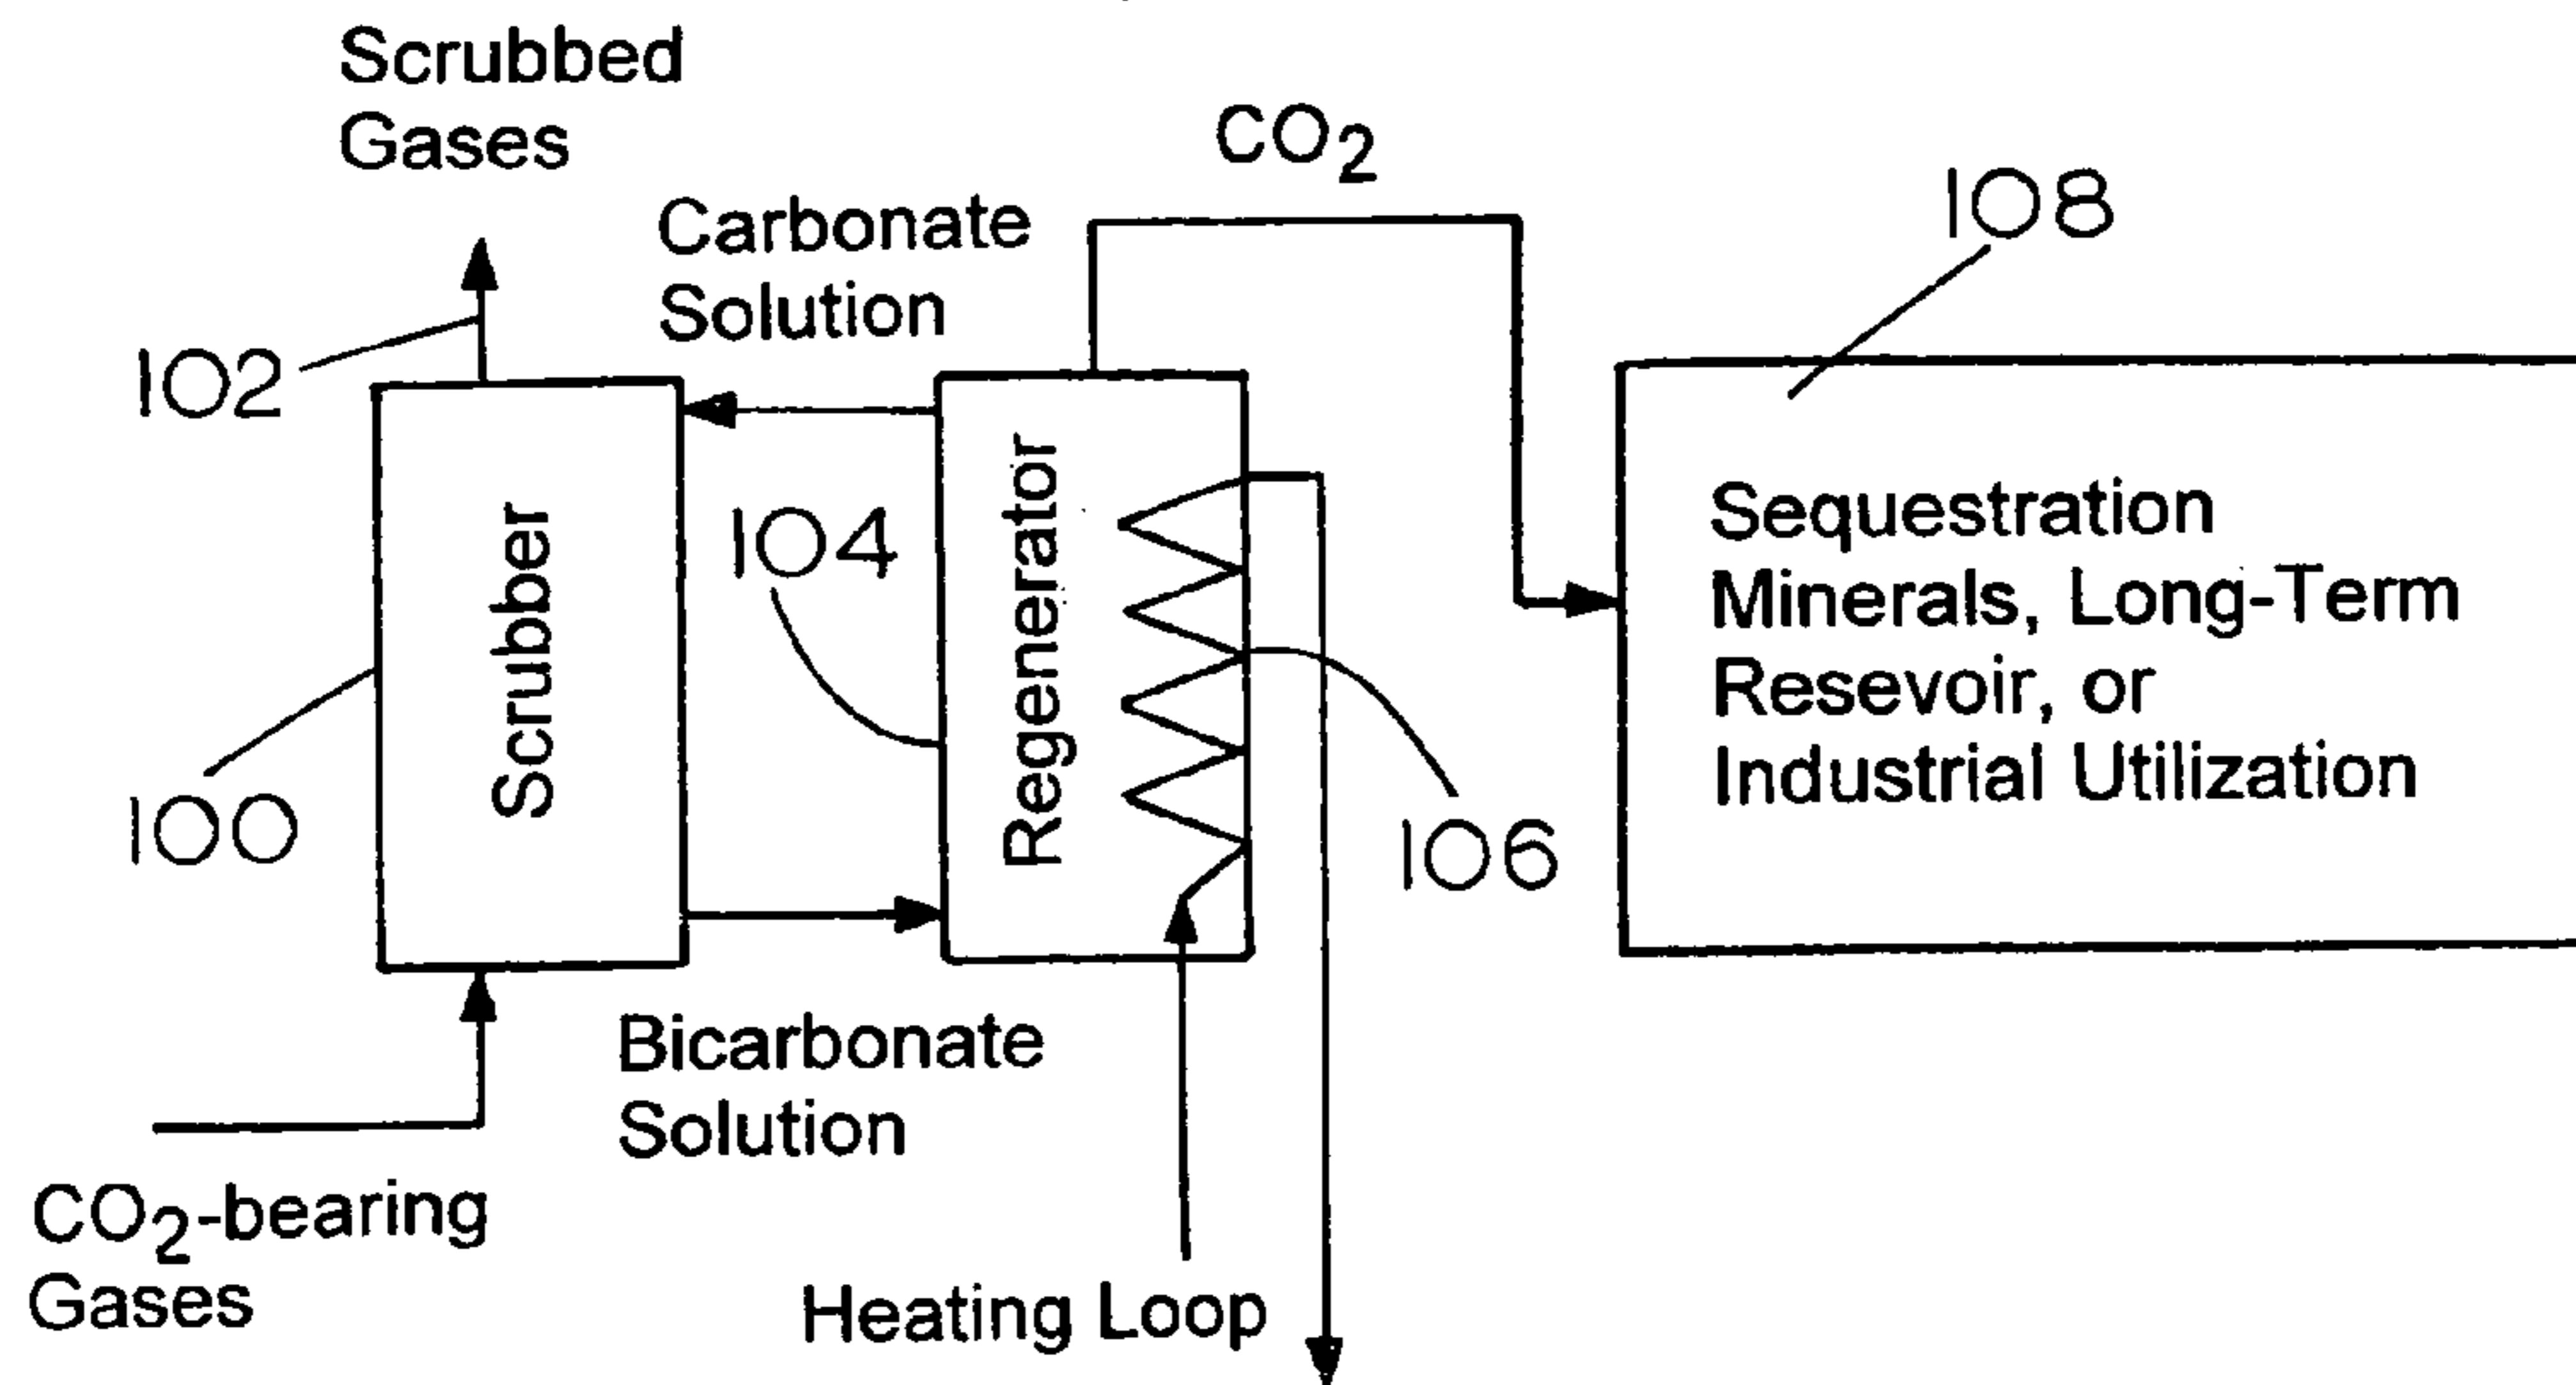 Scrubbed
Gases
CO2
Carbonate
Solution
108
102
Scrubber
104
Regenerator
Sequestration
Minerals, Long-Term
Resevoir, or
Industrial Utilization
100
106
Bicarbonate
Solution
CO2-bearing
Gases
Heating Loop